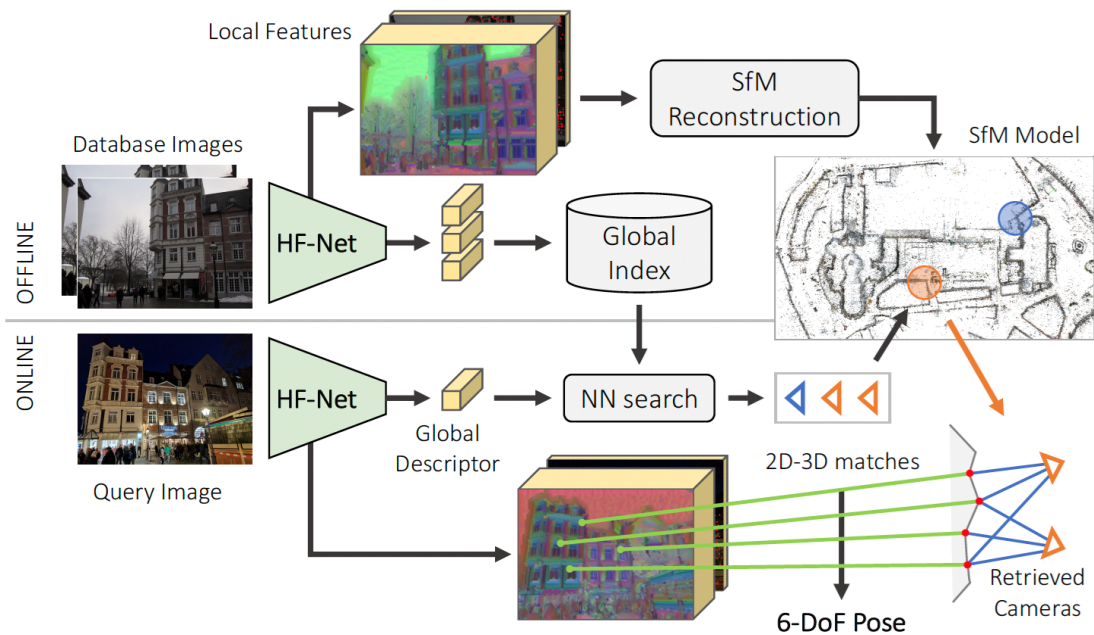 Local Features
SfM
Reconstruction
SfM Model
Database Images
OFFLINE
HF-Net
Global
Index
ONLINE
HF-Net
NN search
Global
Descriptor
Query Image
2D-3D matches
Retrieved
Cameras
6-DoF Pose